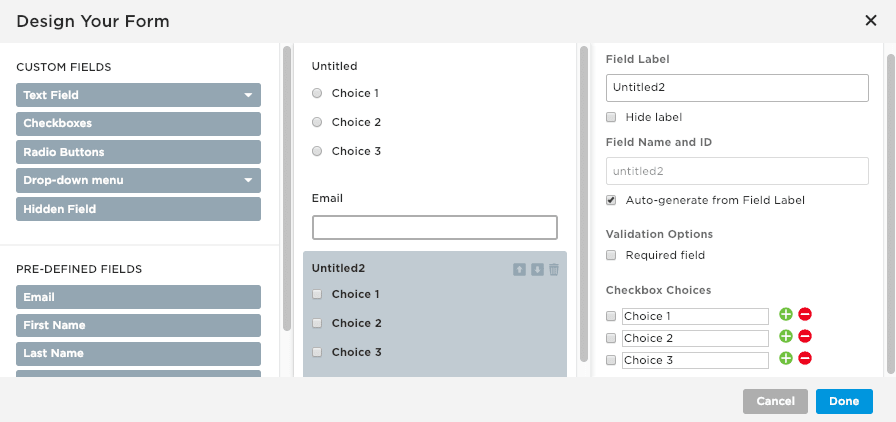 Design Your Form
CUSTOM FIELDS
Text Field
Checkboxes
Radio Buttons
Drop-down menu
Hidden Field
PRE-DEFINED FIELDS
Email
First Name
Last Name
Untitled
Choice 1
Choice 2
Choice 3
Email
Untitled2
Choice 1
Choice 2
Choice 3
Field Label
Untitled2
Hide label
Field Name and ID
untitled2
Auto-generate from Field Label
Validation Options
Required field
Checkbox Choices
Choice 1
Choice 2
Choice 3
Cancel
Done